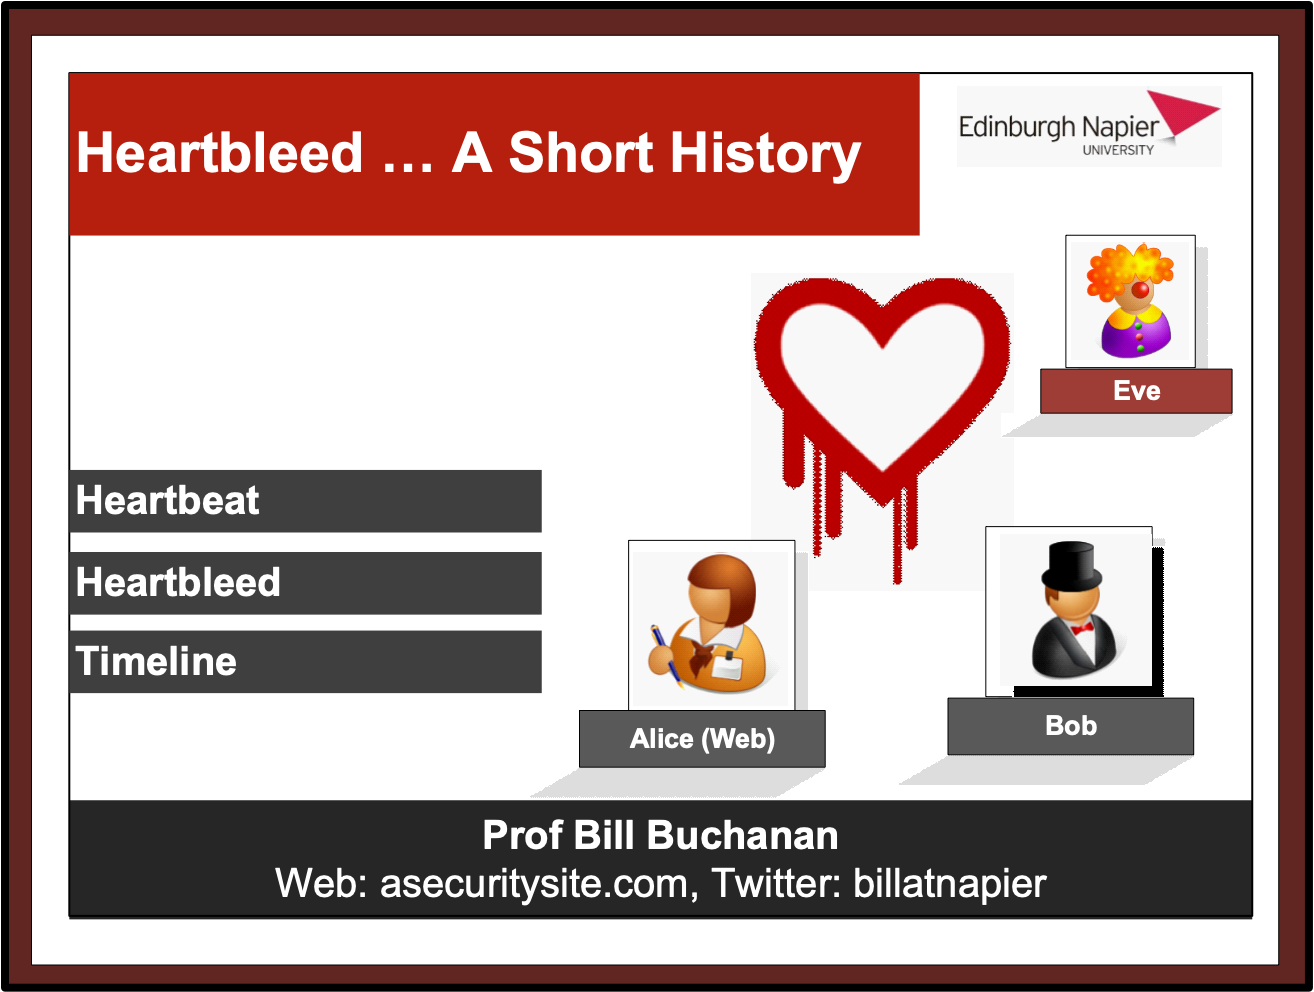 Heartbleed … A Short History
Edinburgh Napier
UNIVERSITY
Eve
Heartbeat
Heartbleed
Timeline
Alice (Web)
Bob
Prof Bill Buchanan
Web: asecuritysite.com, Twitter: billatnapier